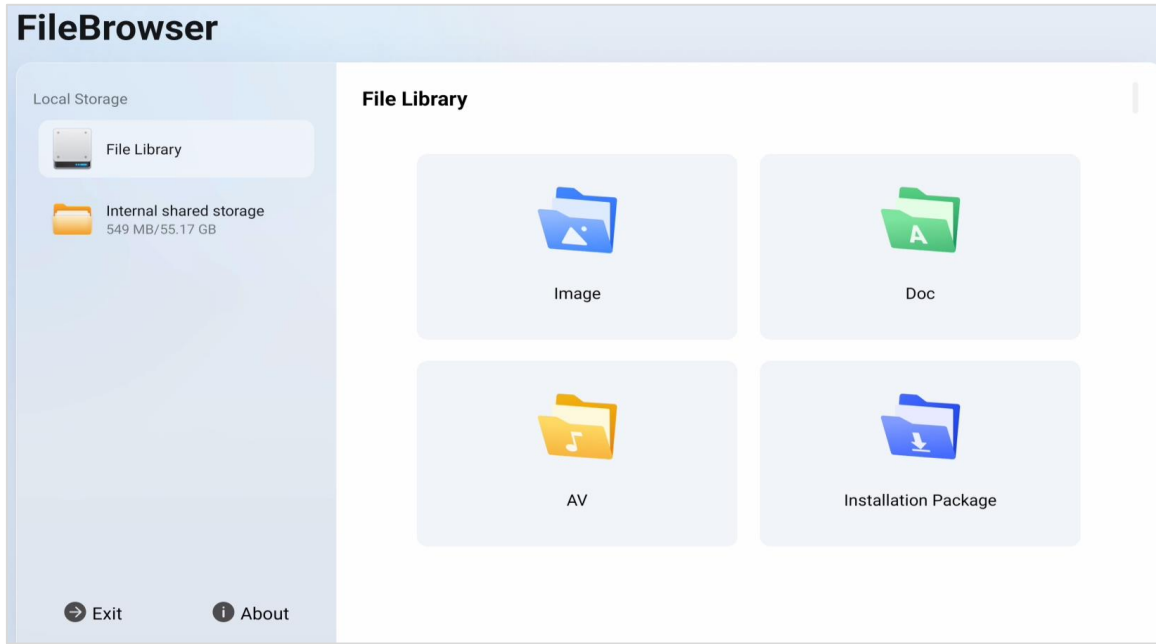 FileBrowser
Local Storage
File Library
Internal shared storage
549 MB/55.17 GB
Exit
About
File Library
Image
Doc
A
AV
Installation Package